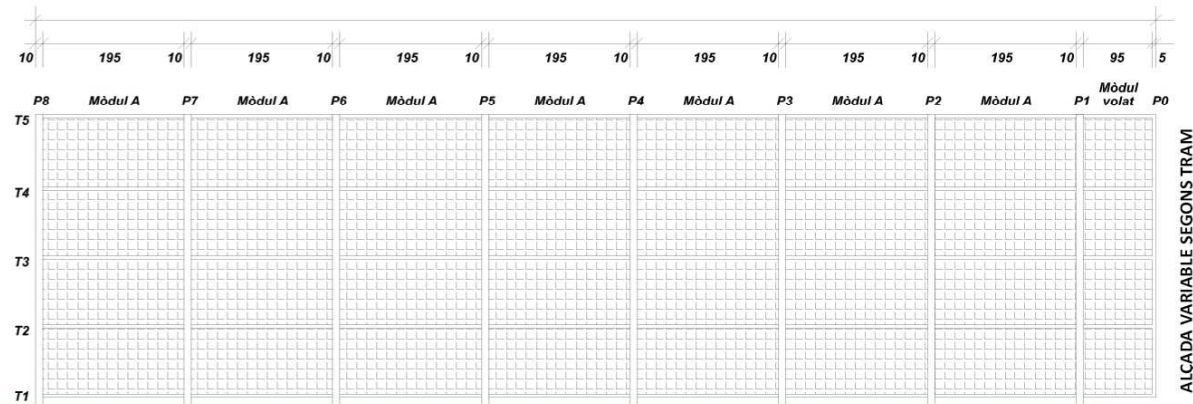 10 195 10 195 10 195 10 195 10 195 10 195 10 195 10 95 5
P8 Mòdul A P7 Mòdul A P6 Mòdul A P5 Mòdul A P4 Mòdul A P3 Mòdul A P2 Mòdul A P1 Mòdul volat P0
T5
T4
T3
T2
T1
ALCADA VARIABLE SEGONS TRAM